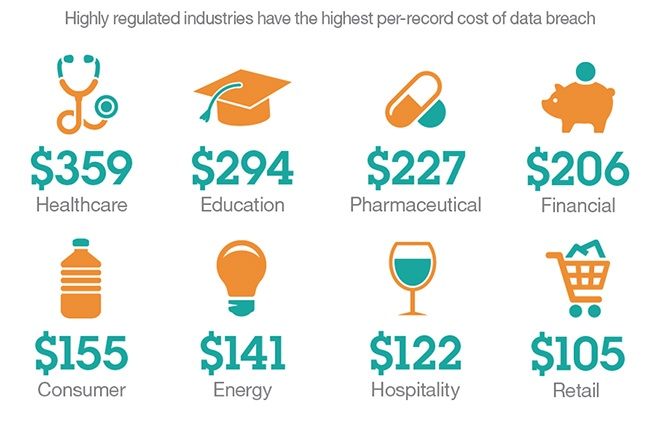 Highly regulated industries have the highest per-record cost of data breach
$359 $294 $227 $206
Healthcare Education Pharmaceutical Financial
$155 $141 $122 $105
Consumer Energy Hospitality Retail